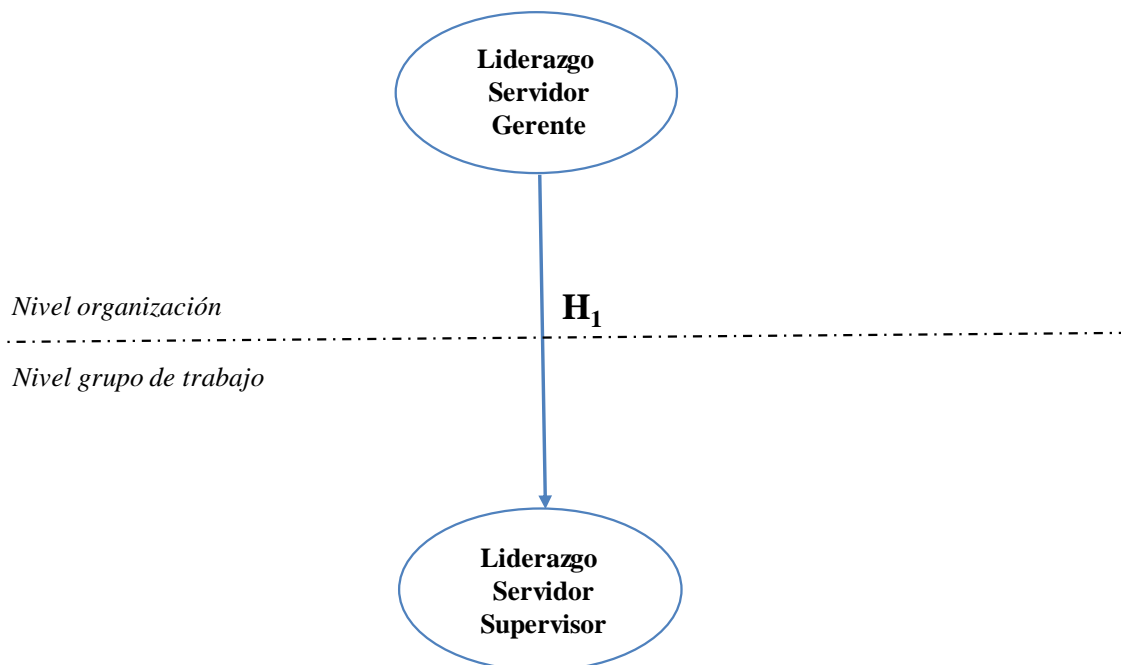 Liderazgo
Servidor
Gerente
Nivel organización
H₁
Nivel grupo de trabajo
Liderazgo
Servidor
Supervisor